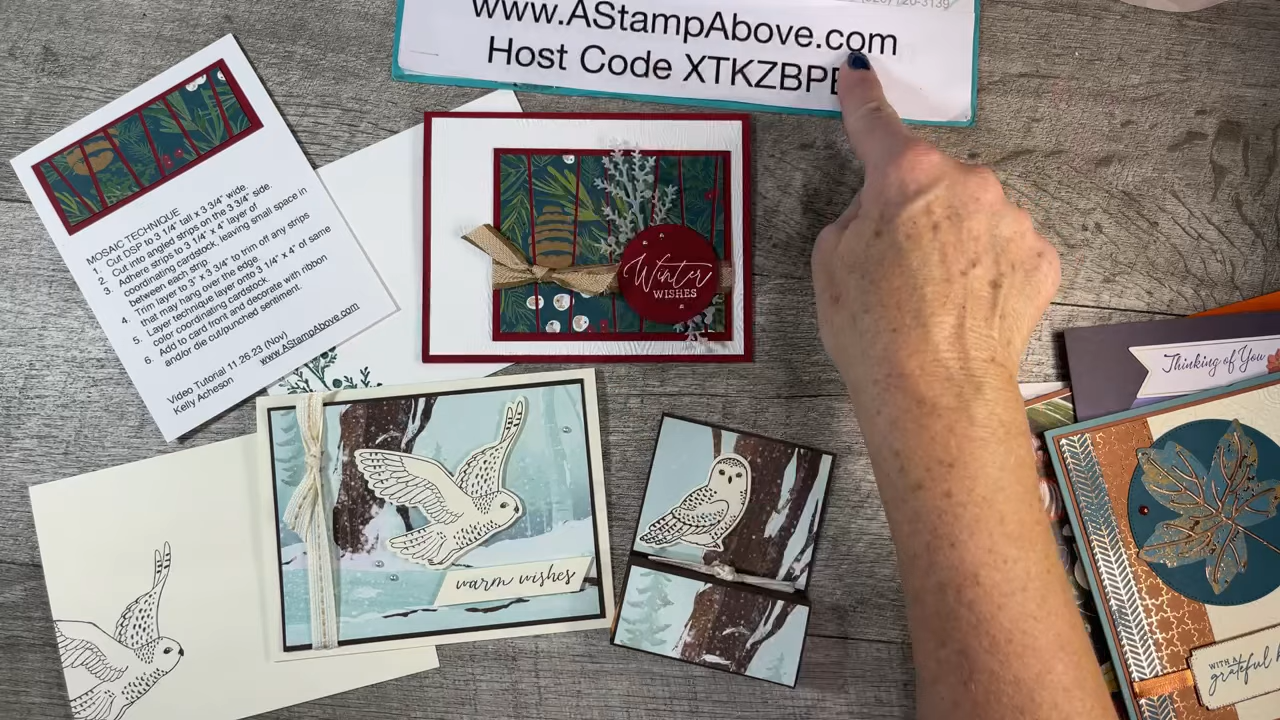 www.AStampAbove.com
Host Code XTKZBP
MOSAIC TECHNIQUE
1. Cut DSP to 3 1/4" tall x 3 3/4" wide.
2. Cut into angled strips on the 3 3/4" side.
3. Adhere strips to 3 1/4" x 4" layer of
coordinating cardstock, leaving small space in
between each strip.
4. Trim layer to 3" x 3 3/4" to trim off any strips
that may hang over the edge.
5. Layer technique layer onto 3 1/4" x 4" of same
color coordinating cardstock.
6. Add to card front and decorate with ribbon
and/or die cut/punched sentiment.
Video Tutorial 11.26.23 (Nov)
Kelly Acheson
www.AStampAbove.com
Winter
WISHES
warm wishes
Thinking of You
WITH A
grateful